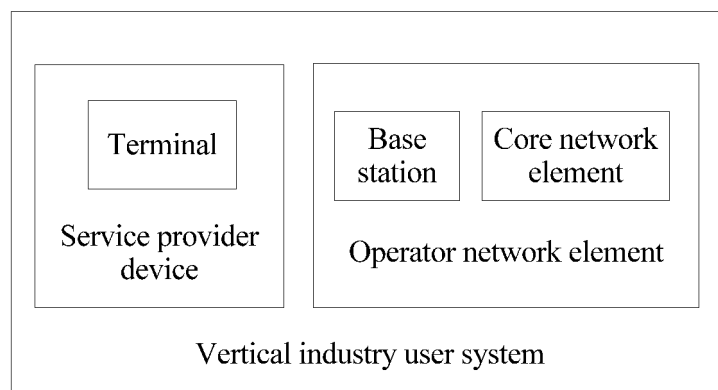 Terminal
Service provider
device
Base
station
Core network
element
Operator network element
Vertical industry user system